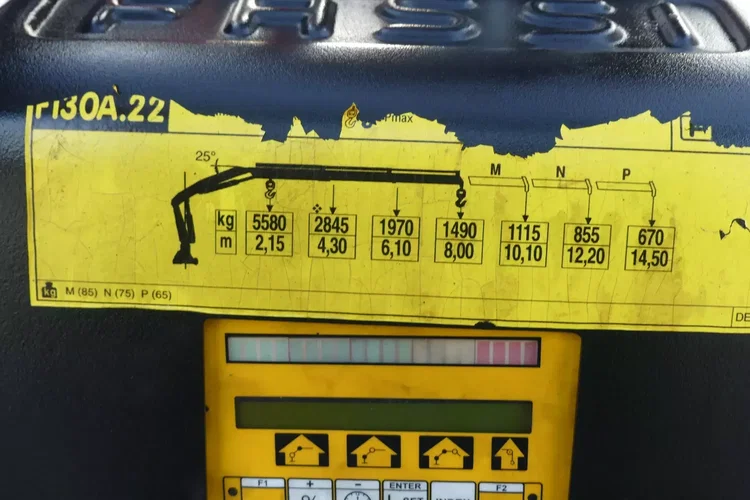 FASSI
F130A.22
Pmax
25°
M N P
kg 5580 2845 1970 1490 1115 855 670
m 2,15 4,30 6,10 8,00 10,10 12,20 14,50
kg M (85) N (75) P (65)
DE
F1 + - ENTER F2